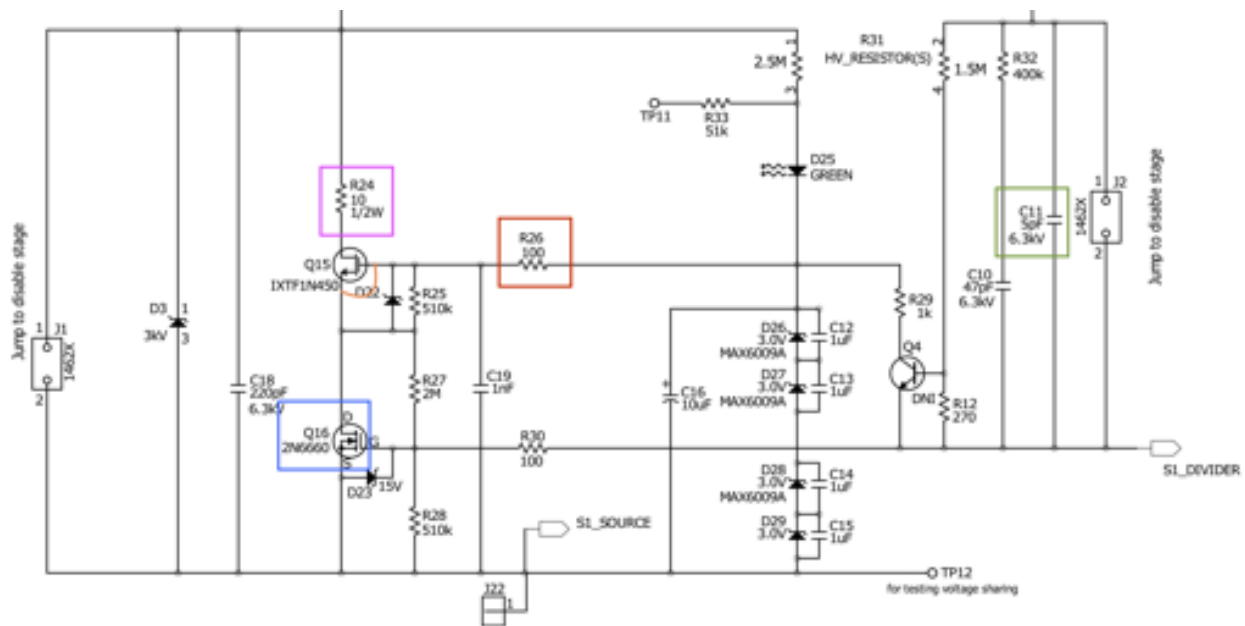 Jump to disable stage
1
J1
1462X
2
D3
3kV
1
3
C18
220pF
6.3kV
R24
10
1/2W
Q15
IXTF1N450
D22
R25
510k
R27
2M
Q16
2N6660
D
G
S
D23
15V
R28
510k
C19
1nF
R26
100
R30
100
S1_SOURCE
J22
1
TP11
R33
51k
2.5M
1
3
R31
HV_RESISTOR(S)
2
4
1.5M
D25
GREEN
D26
3.0V
MAX6009A
C12
1uF
D27
3.0V
MAX6009A
C13
1uF
+
C16
10uF
D28
3.0V
MAX6009A
C14
1uF
D29
3.0V
C15
1uF
R29
1k
Q4
DNI
R12
270
R32
400k
C11
5pF
6.3kV
C10
47pF
6.3kV
1
J2
1462X
2
Jump to disable stage
S1_DIVIDER
TP12
for testing voltage sharing